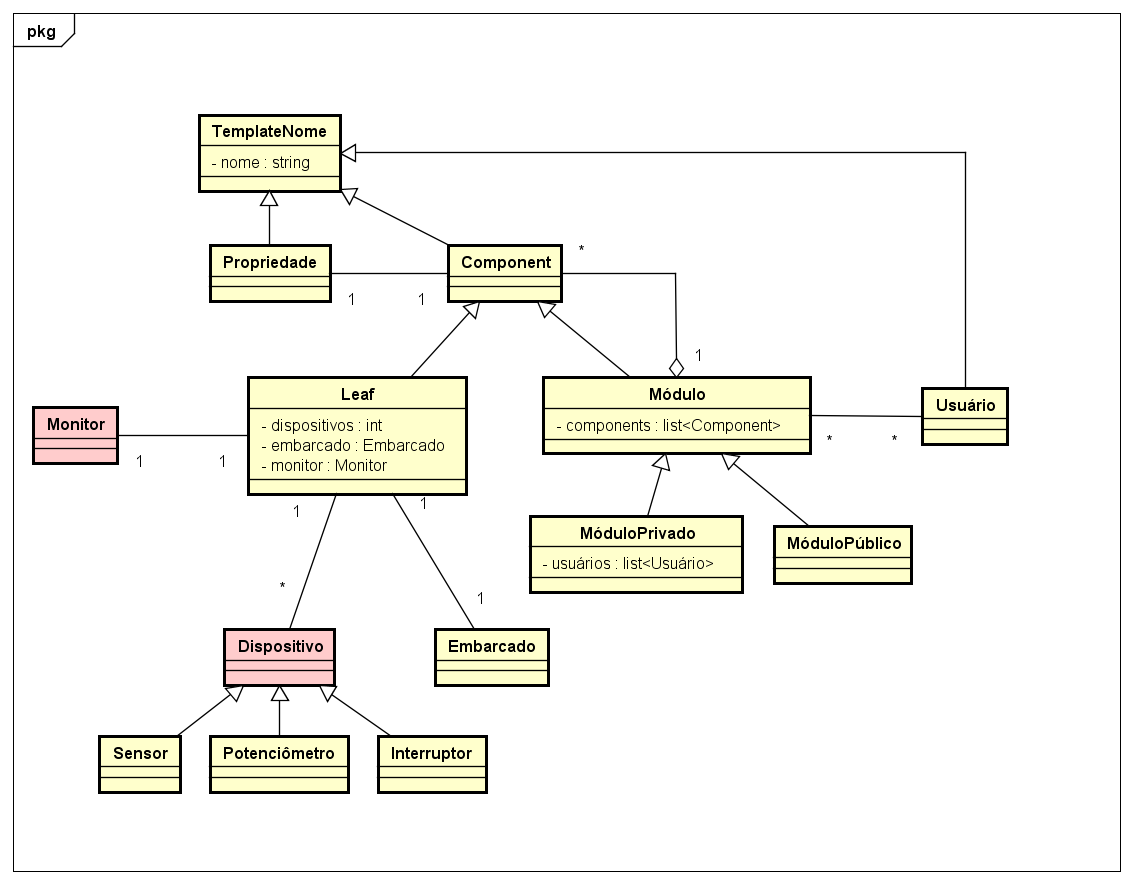 pkg
TemplateNome
- nome : string
Propriedade
Component
*
1
1
1
Leaf
- dispositivos : int
- embarcado : Embarcado
- monitor : Monitor
Módulo
- components : list<Component>
Usuário
Monitor
1
1
*
*
1
1
MóduloPrivado
- usuários : list<Usuário>
MóduloPúblico
*
1
Dispositivo
Embarcado
Sensor
Potenciômetro
Interruptor